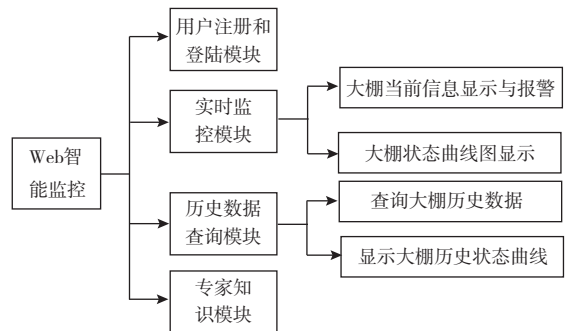 Web智
能监控
用户注册和
登陆模块
实时监
控模块
大棚当前信息显示与报警
大棚状态曲线图显示
历史数据
查询模块
查询大棚历史数据
显示大棚历史状态曲线
专家知
识模块